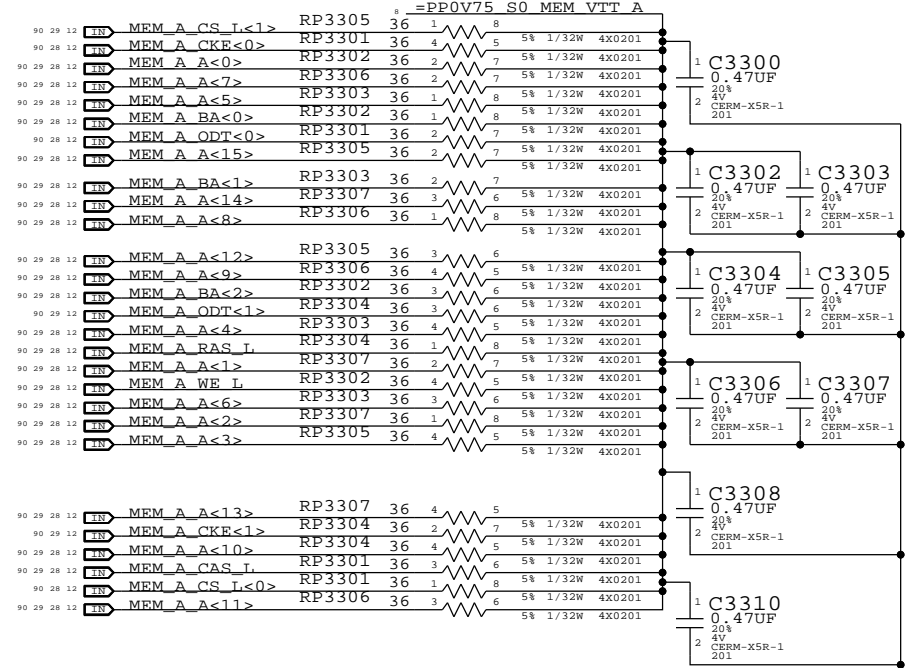 8 =PP0V75_S0_MEM_VTT_A
90 29 12 IN MEM_A_CS_L<1> RP3305 36 1 8 5% 1/32W 4X0201
90 28 12 IN MEM_A_CKE<0> RP3301 36 4 5 5% 1/32W 4X0201
90 29 28 12 IN MEM_A_A<0> RP3302 36 2 7 5% 1/32W 4X0201
90 29 28 12 IN MEM_A_A<7> RP3306 36 2 7 5% 1/32W 4X0201
90 29 28 12 IN MEM_A_A<5> RP3303 36 1 8 5% 1/32W 4X0201
90 29 28 12 IN MEM_A_BA<0> RP3302 36 1 8 5% 1/32W 4X0201
90 28 12 IN MEM_A_ODT<0> RP3301 36 2 7 5% 1/32W 4X0201
90 29 28 12 IN MEM_A_A<15> RP3305 36 2 7 5% 1/32W 4X0201
90 29 28 12 IN MEM_A_BA<1> RP3303 36 2 7 5% 1/32W 4X0201
90 29 28 12 IN MEM_A_A<14> RP3307 36 3 6 5% 1/32W 4X0201
90 29 28 12 IN MEM_A_A<8> RP3306 36 1 8 5% 1/32W 4X0201
90 29 28 12 IN MEM_A_A<12> RP3305 36 3 6 5% 1/32W 4X0201
90 29 28 12 IN MEM_A_A<9> RP3306 36 4 5 5% 1/32W 4X0201
90 29 28 12 IN MEM_A_BA<2> RP3302 36 3 6 5% 1/32W 4X0201
90 29 12 IN MEM_A_ODT<1> RP3304 36 3 6 5% 1/32W 4X0201
90 29 28 12 IN MEM_A_A<4> RP3303 36 4 5 5% 1/32W 4X0201
90 29 28 12 IN MEM_A_RAS_L RP3304 36 1 8 5% 1/32W 4X0201
90 29 28 12 IN MEM_A_A<1> RP3307 36 2 7 5% 1/32W 4X0201
90 29 28 12 IN MEM_A_WE_L RP3302 36 4 5 5% 1/32W 4X0201
90 29 28 12 IN MEM_A_A<6> RP3303 36 3 6 5% 1/32W 4X0201
90 29 28 12 IN MEM_A_A<2> RP3307 36 1 8 5% 1/32W 4X0201
90 29 28 12 IN MEM_A_A<3> RP3305 36 4 5 5% 1/32W 4X0201
90 29 28 12 IN MEM_A_A<13> RP3307 36 4 5 5% 1/32W 4X0201
90 29 12 IN MEM_A_CKE<1> RP3304 36 2 7 5% 1/32W 4X0201
90 29 28 12 IN MEM_A_A<10> RP3304 36 4 5 5% 1/32W 4X0201
90 29 28 12 IN MEM_A_CAS_L RP3301 36 3 6 5% 1/32W 4X0201
90 28 12 IN MEM_A_CS_L<0> RP3301 36 1 8 5% 1/32W 4X0201
90 29 28 12 IN MEM_A_A<11> RP3306 36 3 6 5% 1/32W 4X0201
1 C3300
0.47UF
20%
4V
2 CERM-X5R-1
201
1 C3302 1 C3303
0.47UF 0.47UF
20% 20%
4V 4V
2 CERM-X5R-1 2 CERM-X5R-1
201 201
1 C3304 1 C3305
0.47UF 0.47UF
20% 20%
4V 4V
2 CERM-X5R-1 2 CERM-X5R-1
201 201
1 C3306 1 C3307
0.47UF 0.47UF
20% 20%
4V 4V
2 CERM-X5R-1 2 CERM-X5R-1
201 201
1 C3308
0.47UF
20%
4V
2 CERM-X5R-1
201
1 C3310
0.47UF
20%
4V
2 CERM-X5R-1
201